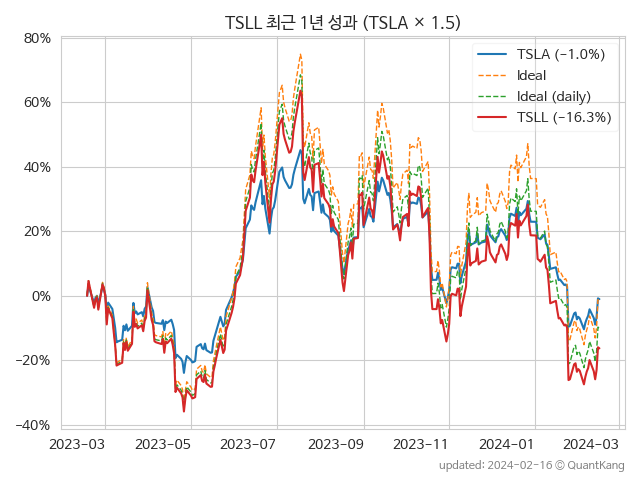 TSLL 최근 1년 성과 (TSLA × 1.5)
80%
60%
40%
20%
0%
−20%
−40%
TSLA (−1.0%)
Ideal
Ideal (daily)
TSLL (−16.3%)
2023-03 2023-05 2023-07 2023-09 2023-11 2024-01 2024-03
updated: 2024-02-16 © QuantKang